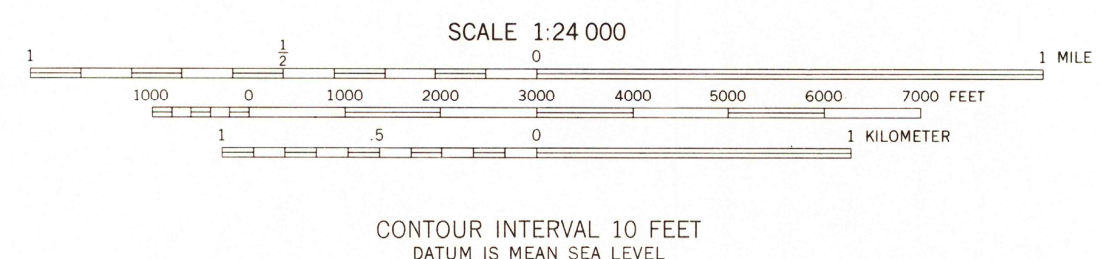 SCALE 1:24 000
1 1/2 0 1 MILE
1000 0 1000 2000 3000 4000 5000 6000 7000 FEET
1 .5 0 1 KILOMETER
CONTOUR INTERVAL 10 FEET
DATUM IS MEAN SEA LEVEL